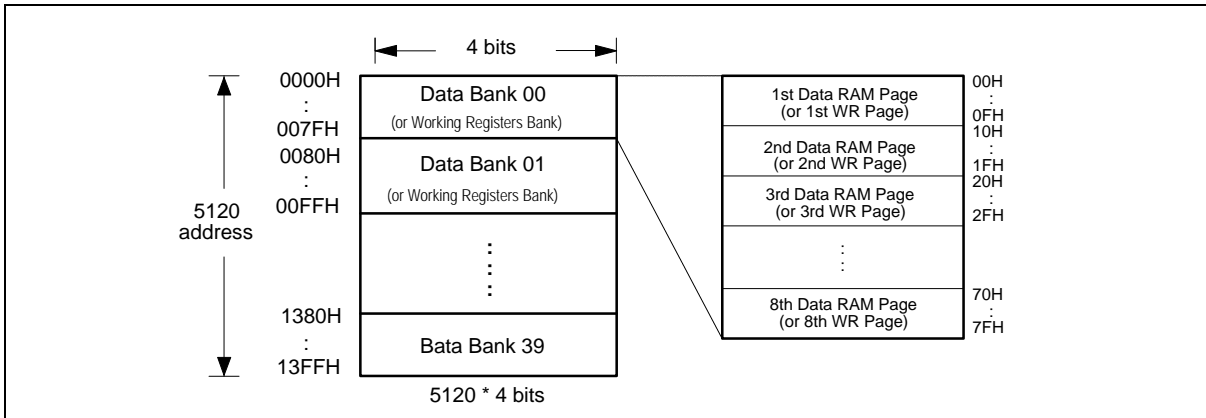 4 bits
0000H
:
007FH
0080H
:
00FFH
1380H
:
13FFH
5120
address
Data Bank 00
(or Working Registers Bank)
Data Bank 01
(or Working Registers Bank)
:
:
:
Bata Bank 39
5120 * 4 bits
1st Data RAM Page
(or 1st WR Page)
2nd Data RAM Page
(or 2nd WR Page)
3rd Data RAM Page
(or 3rd WR Page)
:
:
8th Data RAM Page
(or 8th WR Page)
00H
:
0FH
10H
:
1FH
20H
:
2FH
70H
:
7FH